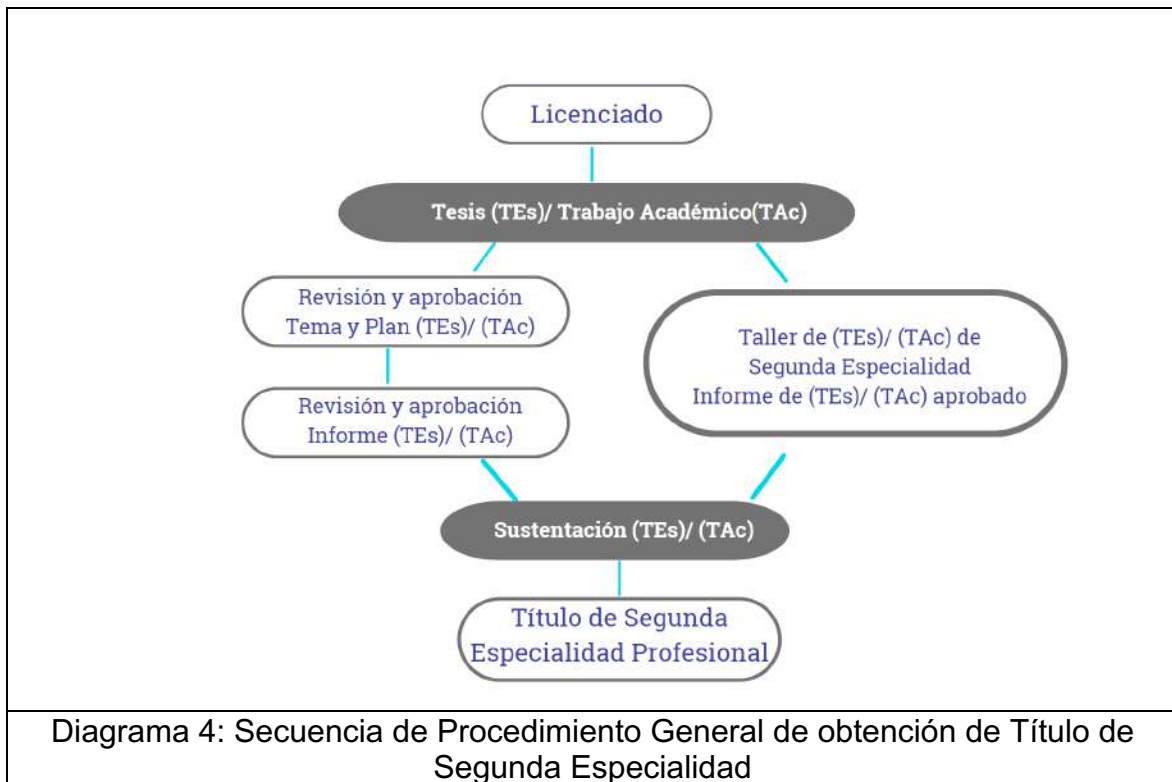 Licenciado
Tesis (TEs)/ Trabajo Académico(TAc)
Revisión y aprobación
Tema y Plan (TEs)/ (TAc)
Revisión y aprobación
Informe (TEs)/ (TAc)
Taller de (TEs)/ (TAc) de
Segunda Especialidad
Informe de (TEs)/ (TAc) aprobado
Sustentación (TEs)/ (TAc)
Título de Segunda
Especialidad Profesional
Diagrama 4: Secuencia de Procedimiento General de obtención de Título de
Segunda Especialidad